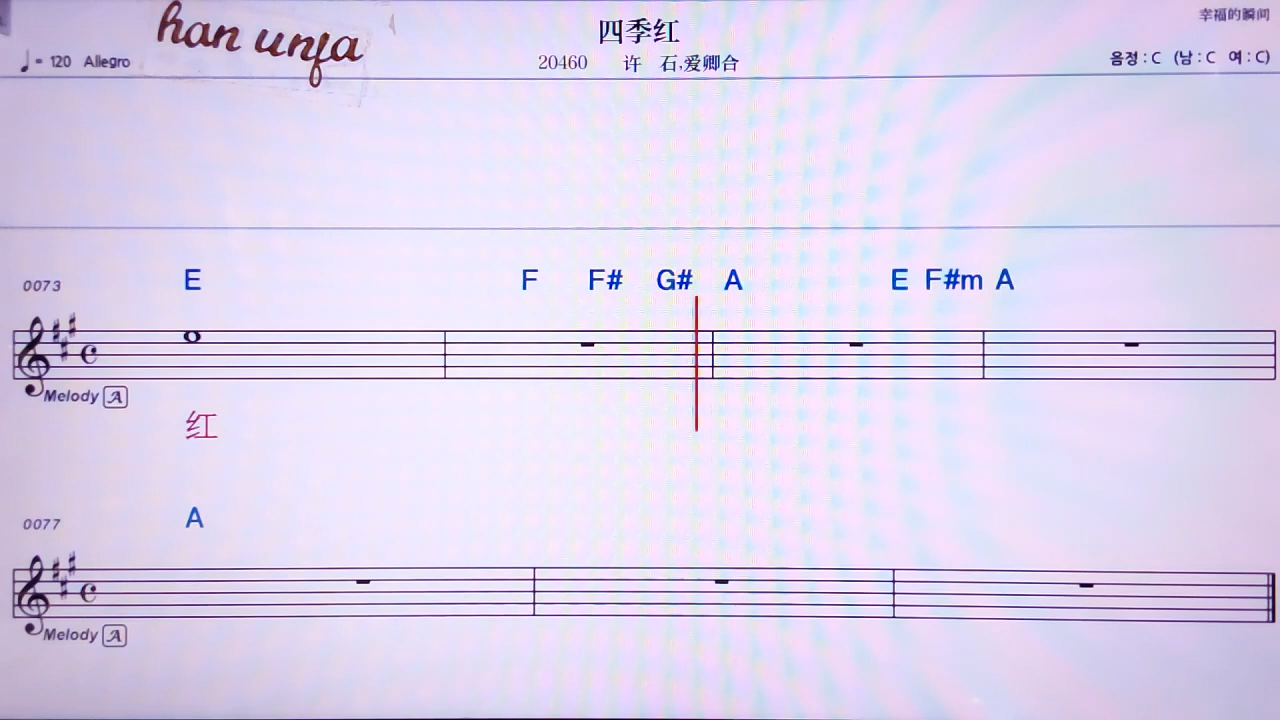 han unja
四季红
幸福的瞬间
♩= 120 Allegro
20460 许 石,爱卿合
음정 : C (남 : C 여 : C)
0073 E F F# G# A E F#m A
Melody A
红
0077 A
Melody A